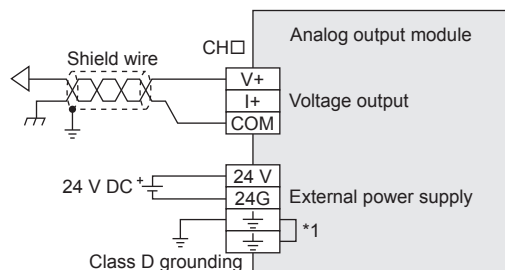 Analog output module
CH□
Shield wire
V+
I+
COM
Voltage output
24 V DC
+
24 V
24G
External power supply
*1
Class D grounding